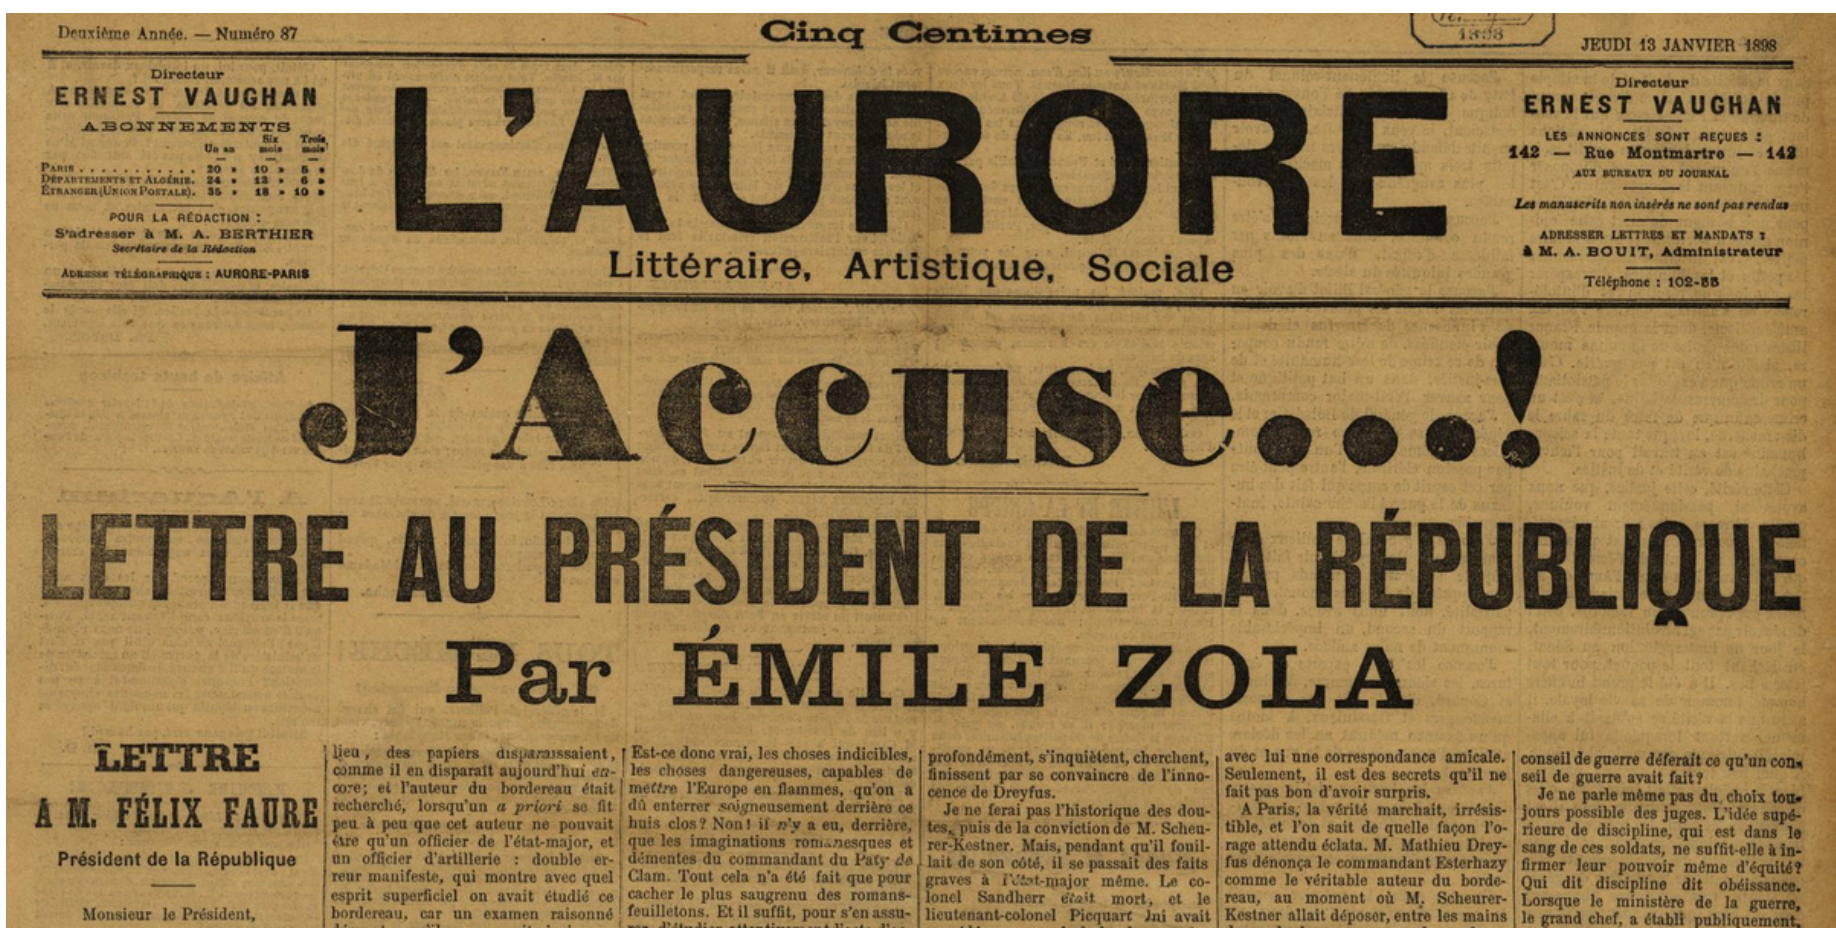 Deuxième Année. — Numéro 87
Cinq Centimes
1898
JEUDI 13 JANVIER 1898
Directeur
ERNEST VAUGHAN
ABONNEMENTS
Un an Six mois Trois mois
PARIS . . . . . . . . . . . 20 » 10 » 5 »
DÉPARTEMENTS ET ALGÉRIE. 24 » 12 » 6 »
ÉTRANGER (UNION POSTALE). 35 » 18 » 10 »
POUR LA RÉDACTION :
S'adresser à M. A. BERTHIER
Secrétaire de la Rédaction
ADRESSE TÉLÉGRAPHIQUE : AURORE-PARIS
L'AURORE
Littéraire, Artistique, Sociale
Directeur
ERNEST VAUGHAN
LES ANNONCES SONT REÇUES :
142 — Rue Montmartre — 142
AUX BUREAUX DU JOURNAL
Les manuscrits non insérés ne sont pas rendus
ADRESSER LETTRES ET MANDATS :
à M. A. BOUIT, Administrateur
Téléphone : 102-55
J'Accuse...!
LETTRE AU PRÉSIDENT DE LA RÉPUBLIQUE
Par ÉMILE ZOLA
LETTRE
A M. FÉLIX FAURE
Président de la République
Monsieur le Président,
lieu, des papiers disparaissaient,
comme il en disparaît aujourd'hui en-
core; et l'auteur du bordereau était
recherché, lorsqu'un a priori se fit
peu à peu que cet auteur ne pouvait
être qu'un officier de l'état-major, et
un officier d'artillerie : double er-
reur manifeste, qui montre avec quel
esprit superficiel on avait étudié ce
bordereau, car un examen raisonné
Est-ce donc vrai, les choses indicibles,
les choses dangereuses, capables de
mettre l'Europe en flammes, qu'on a
dû enterrer soigneusement derrière ce
huis clos? Non! il n'y a eu, derrière,
que les imaginations romanesques et
démentes du commandant du Paty de
Clam. Tout cela n'a été fait que pour
cacher le plus saugrenu des romans-
feuilletons. Et il suffit, pour s'en assu-
rer, d'étudier attentivement l'acte d'ac-
profondément, s'inquiètent, cherchent,
finissent par se convaincre de l'inno-
cence de Dreyfus.
Je ne ferai pas l'historique des dou-
tes, puis de la conviction de M. Scheu-
rer-Kestner. Mais, pendant qu'il fouil-
lait de son côté, il se passait des faits
graves à l'état-major même. Le co-
lonel Sandherr était mort, et le
lieutenant-colonel Picquart lui avait
avec lui une correspondance amicale.
Seulement, il est des secrets qu'il ne
fait pas bon d'avoir surpris.
A Paris, la vérité marchait, irrésis-
tible, et l'on sait de quelle façon l'o-
rage attendu éclata. M. Mathieu Drey-
fus dénonça le commandant Esterhazy
comme le véritable auteur du borde-
reau, au moment où M. Scheurer-
Kestner allait déposer, entre les mains
conseil de guerre déferait ce qu'un con-
seil de guerre avait fait?
Je ne parle même pas du choix tou-
jours possible des juges. L'idée supé-
rieure de discipline, qui est dans le
sang de ces soldats, ne suffit-elle à in-
firmer leur pouvoir même d'équité?
Qui dit discipline dit obéissance.
Lorsque le ministère de la guerre,
le grand chef, a établi publiquement,